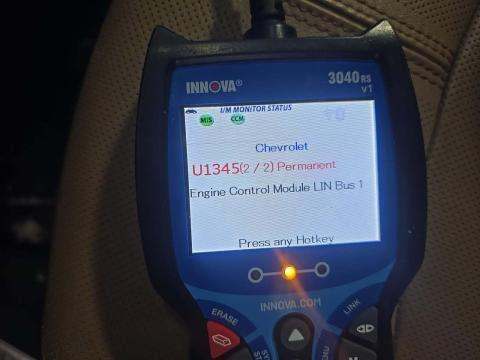 INNOVA® 3040RS
v1
I/M MONITOR STATUS
MIS CCM
Chevrolet
U1345(2 / 2) Permanent
Engine Control Module LIN Bus 1
Press any Hotkey
INNOVA.COM
ERASE
LINK